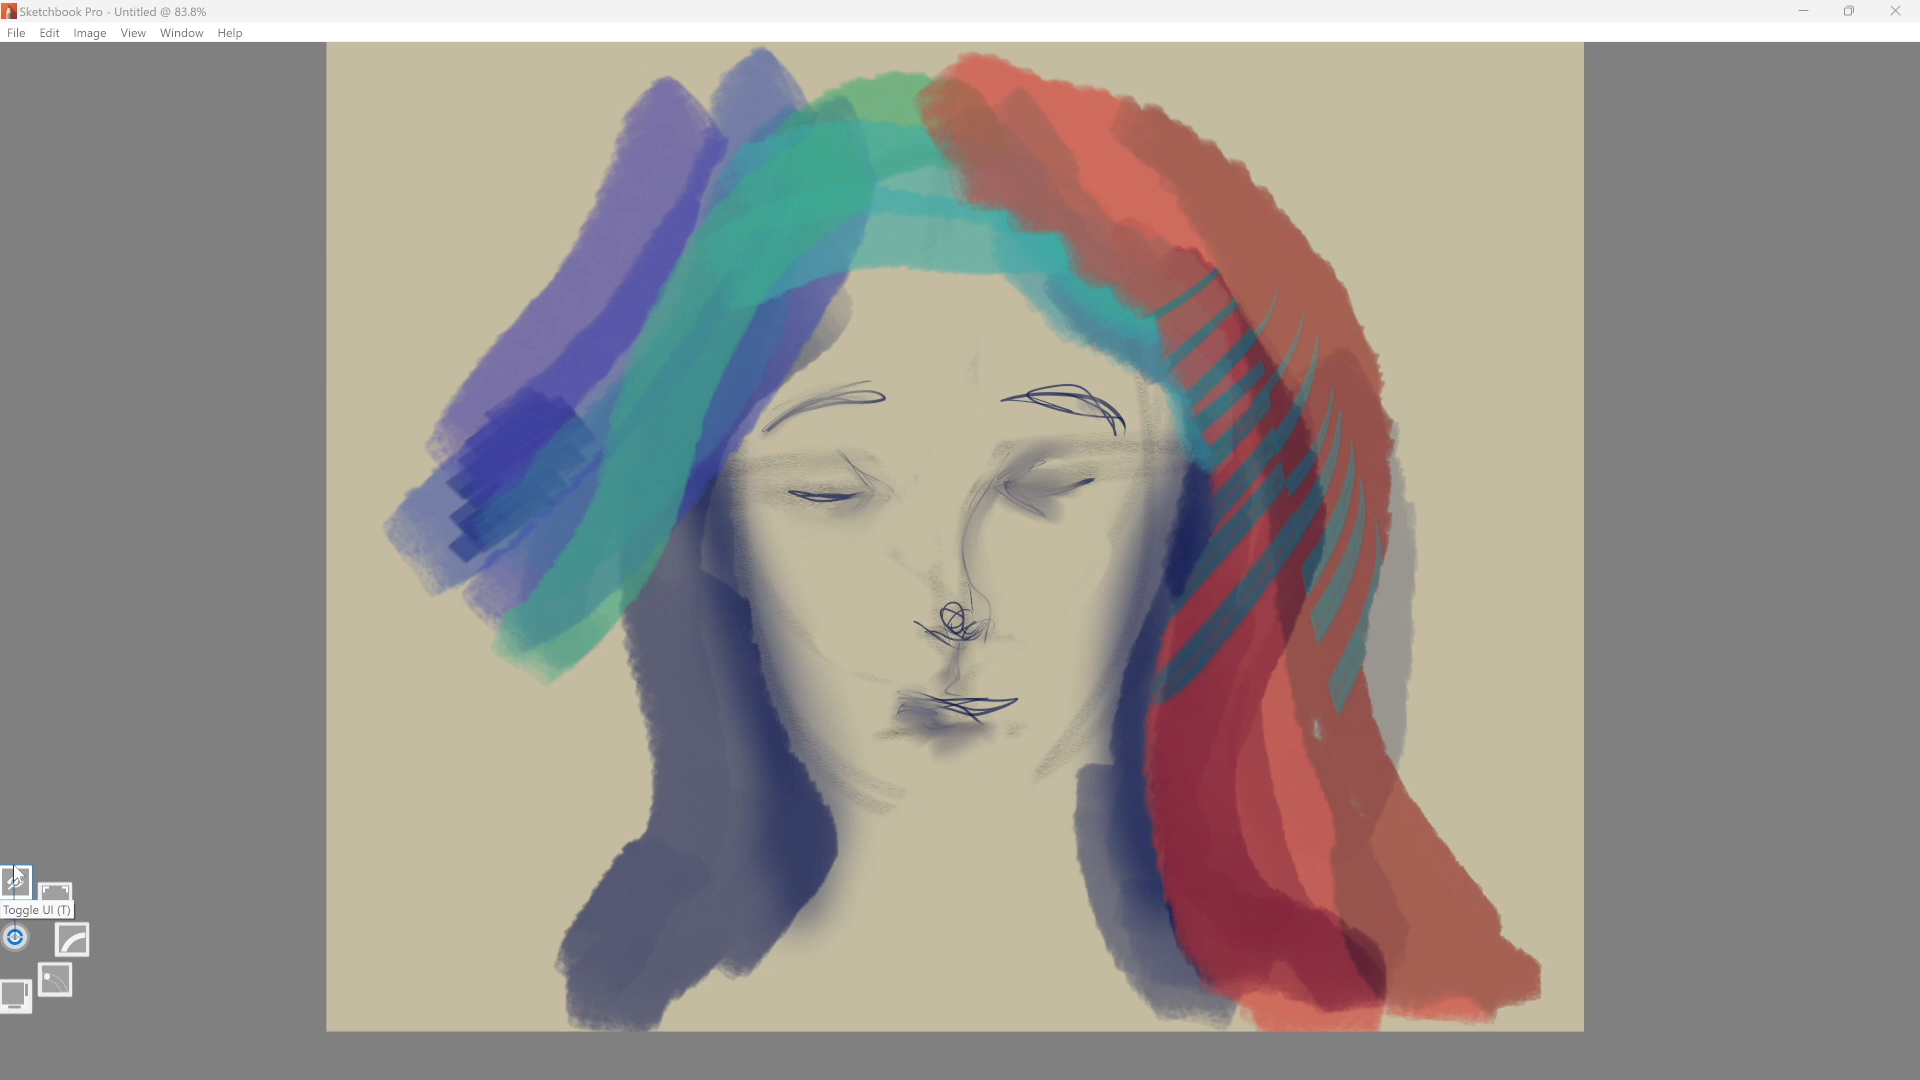 Sketchbook Pro - Untitled @ 83.8%
File Edit Image View Window Help
Toggle UI (T)